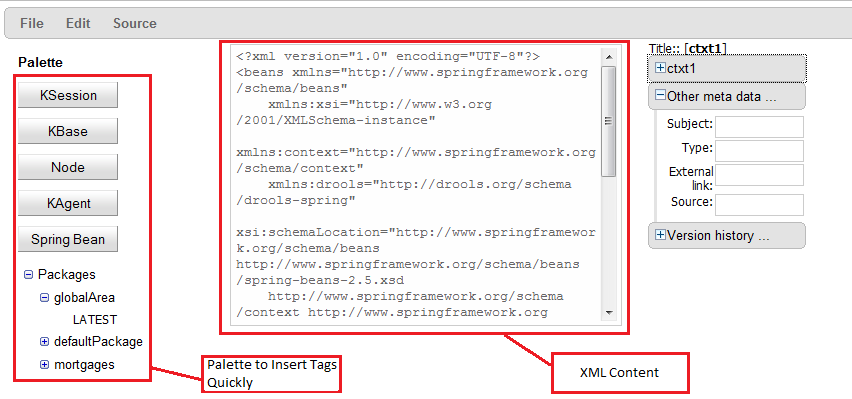 File Edit Source
Palette
KSession
KBase
Node
KAgent
Spring Bean
Packages
globalArea
LATEST
defaultPackage
mortgages
<?xml version="1.0" encoding="UTF-8"?>
<beans xmlns="http://www.springframework.org
/schema/beans"
    xmlns:xsi="http://www.w3.org
/2001/XMLSchema-instance"

xmlns:context="http://www.springframework.org
/schema/context"
    xmlns:drools="http://drools.org/schema
/drools-spring"

xsi:schemaLocation="http://www.springframewor
k.org/schema/beans
http://www.springframework.org/schema/beans
/spring-beans-2.5.xsd
    http://www.springframework.org/schema
/context http://www.springframework.org
Title:: [ctxt1]
ctxt1
Other meta data ...
Subject:
Type:
External
link:
Source:
Version history ...
Palette to Insert Tags
Quickly
XML Content